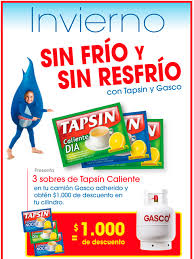 Invierno
SIN FRÍO Y
SIN RESFRÍO
con Tapsin y Gasco
TAPSIN
Caliente
DÍA
Presenta
3 sobres de Tapsin Caliente
en tu camión Gasco adherido y
obtén $1.000 de descuento en
tu cilindro.
GASCO
= $1.000
de descuento